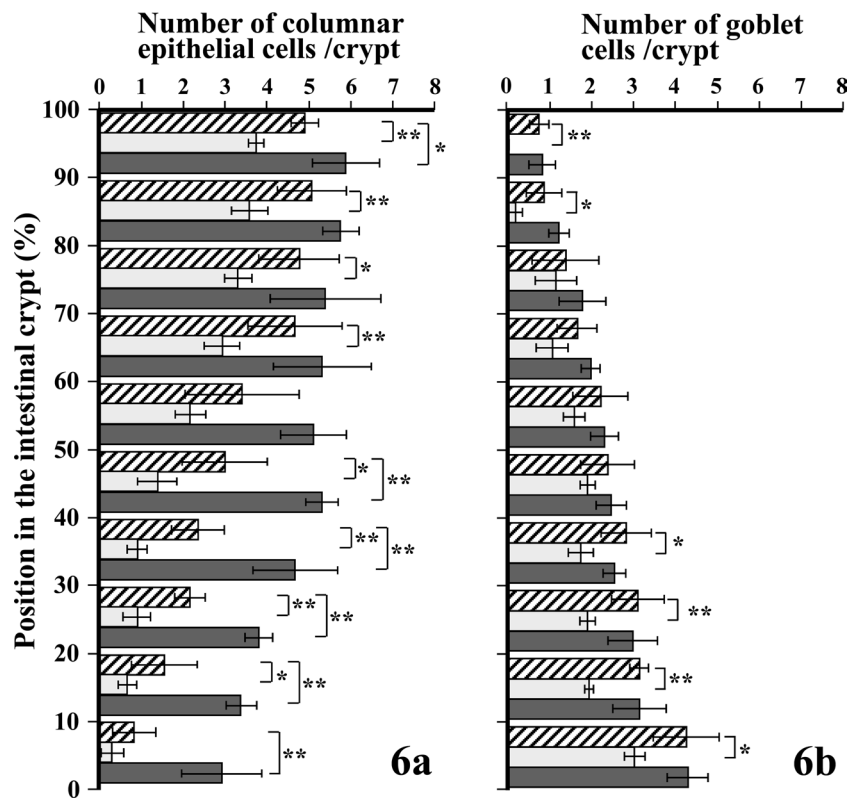 Number of columnar
epithelial cells /crypt
0 1 2 3 4 5 6 7 8
Number of goblet
cells /crypt
0 1 2 3 4 5 6 7 8
Position in the intestinal crypt (%)
100
90
80
70
60
50
40
30
20
10
0
** *
**
*
**
* **
** **
** **
* **
**
6a
**
*
*
**
**
*
6b